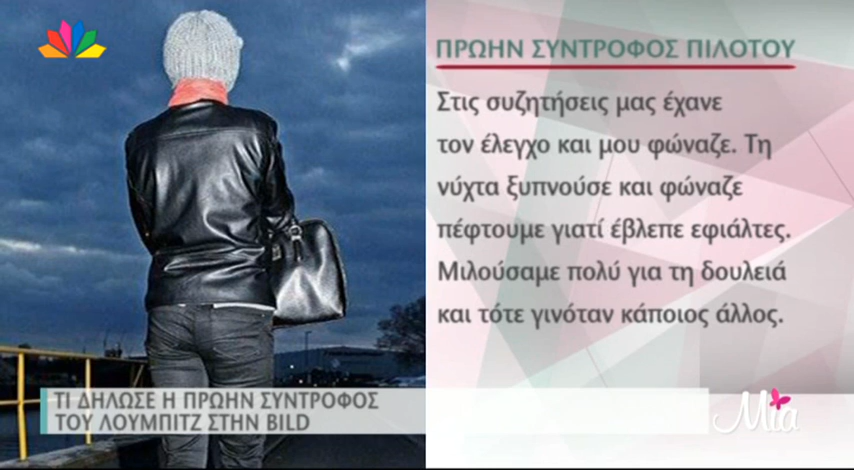 ΠΡΩΗΝ ΣΥΝΤΡΟΦΟΣ ΠΙΛΟΤΟΥ
Στις συζητήσεις μας έχανε
τον έλεγχο και μου φώναζε. Τη
νύχτα ξυπνούσε και φώναζε
πέφτουμε γιατί έβλεπε εφιάλτες.
Μιλούσαμε πολύ για τη δουλειά
και τότε γινόταν κάποιος άλλος.
ΤΙ ΔΗΛΩΣΕ Η ΠΡΩΗΝ ΣΥΝΤΡΟΦΟΣ
ΤΟΥ ΛΟΥΜΠΙΤΖ ΣΤΗΝ BILD
Mia